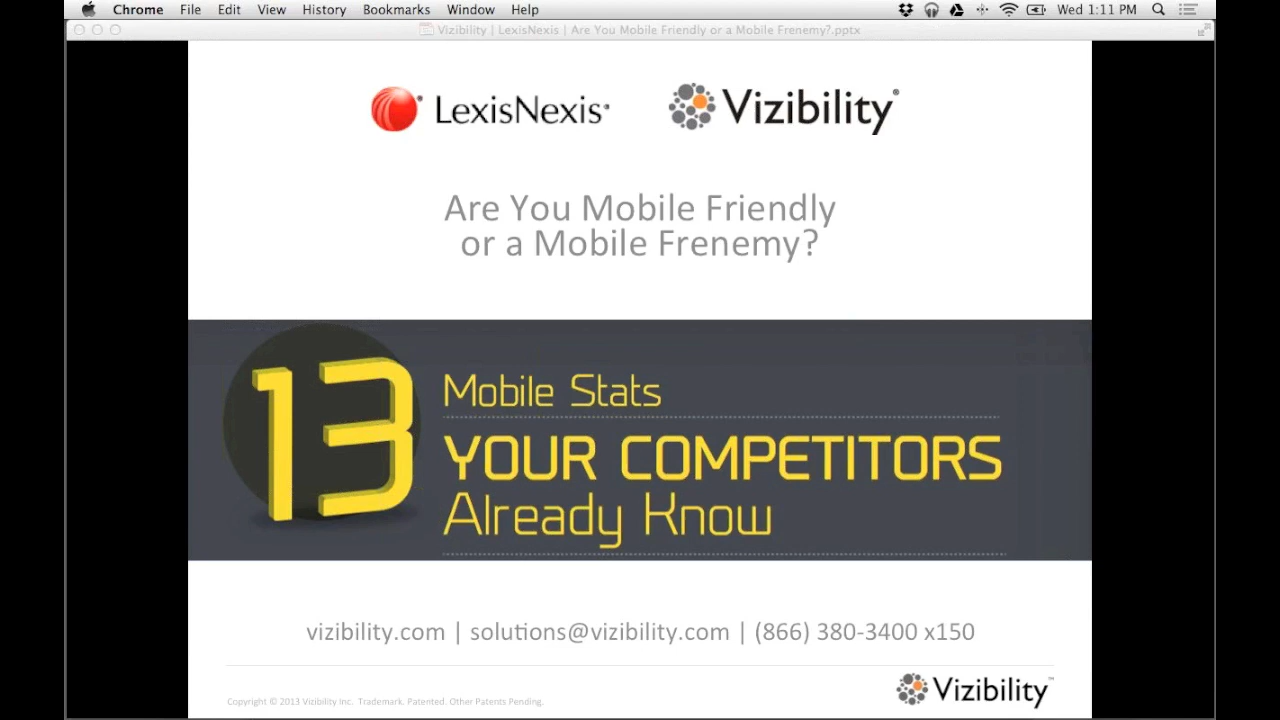 Chrome File Edit View History Bookmarks Window Help Wed 1:11 PM
Vizibility | LexisNexis | Are You Mobile Friendly or a Mobile Frenemy?.pptx
LexisNexis® Vizibility®
Are You Mobile Friendly
or a Mobile Frenemy?
13 Mobile Stats
YOUR COMPETITORS
Already Know
vizibility.com | solutions@vizibility.com | (866) 380-3400 x150
Vizibility™
Copyright © 2013 Vizibility Inc. Trademark. Patented. Other Patents Pending.